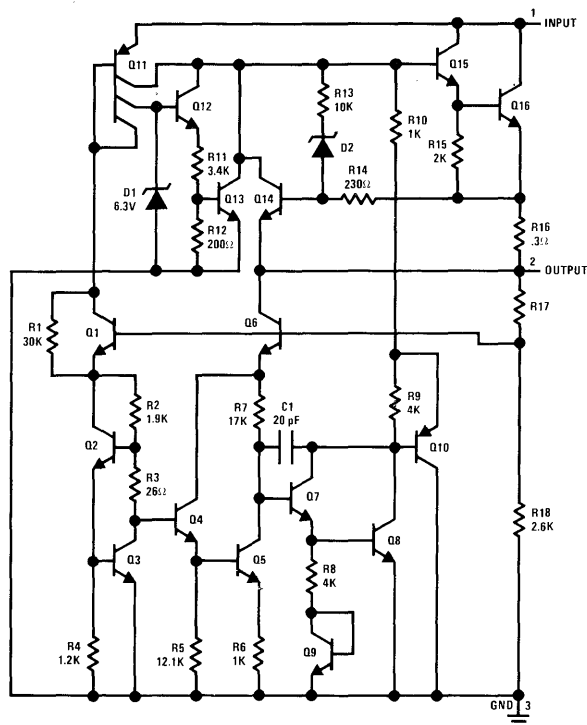 1
INPUT
Q11
Q15
Q12
R13
10K
Q16
R10
1K
R15
2K
D2
R11
3.4K
R14
230Ω
D1
6.3V
Q13
Q14
R12
200Ω
R16
.3Ω
2
OUTPUT
R17
R1
30K
Q1
Q6
R2
1.9K
R7
17K
C1
20 pF
R9
4K
Q10
Q2
R3
26Ω
Q4
Q7
R18
2.6K
Q3
Q5
Q8
R8
4K
R4
1.2K
R5
12.1K
R6
1K
Q9
GND
3